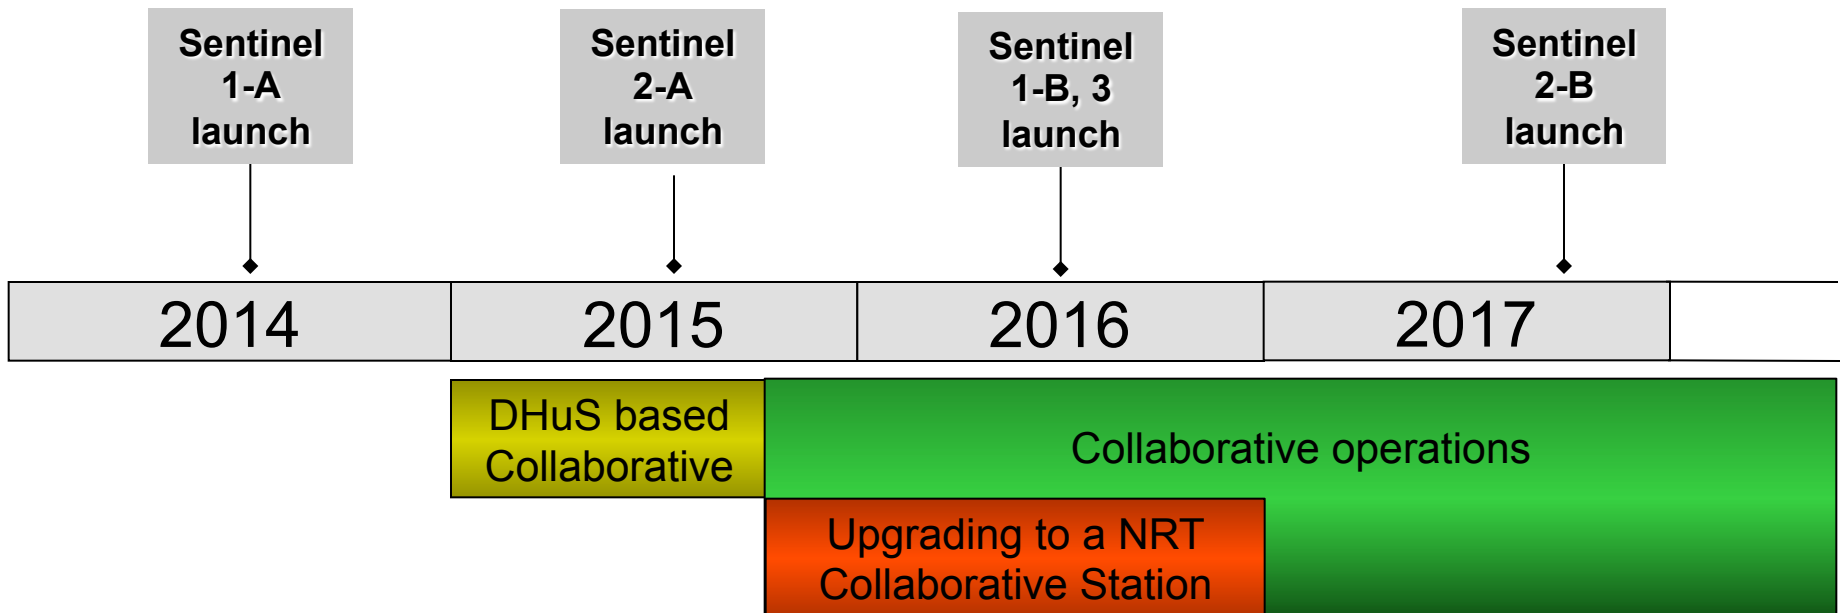 Sentinel
1-A
launch
Sentinel
2-A
launch
Sentinel
1-B, 3
launch
Sentinel
2-B
launch
2014
2015
2016
2017
DHuS based
Collaborative
Collaborative operations
Upgrading to a NRT
Collaborative Station